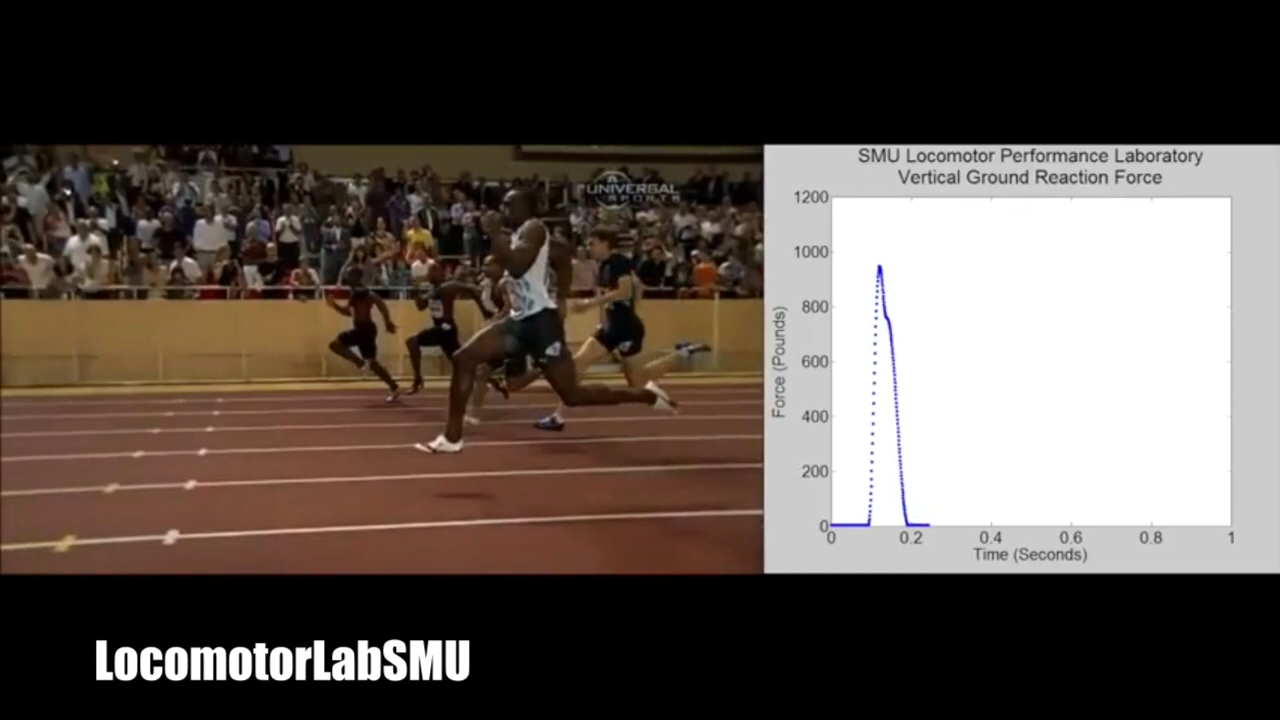 UNIVERSAL
SPORTS
SMU Locomotor Performance Laboratory
Vertical Ground Reaction Force
1200
1000
800
600
400
200
0
Force (Pounds)
0 0.2 0.4 0.6 0.8 1
Time (Seconds)
LocomotorLabSMU